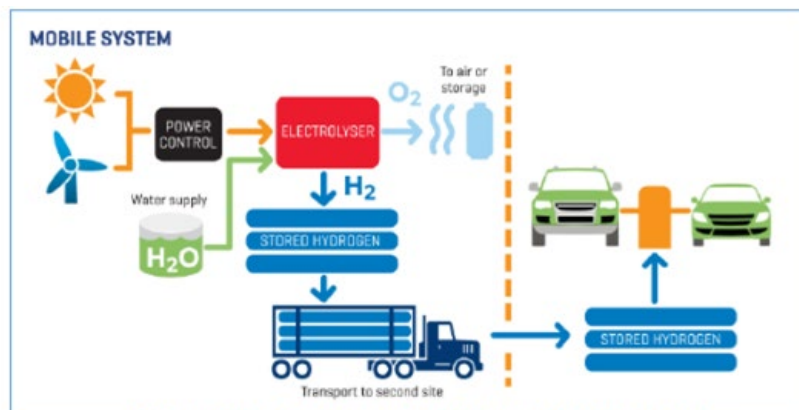 MOBILE SYSTEM
To air or
storage
O₂
POWER
CONTROL
ELECTROLYSER
Water supply
H₂
H₂O
STORED HYDROGEN
STORED HYDROGEN
Transport to second site